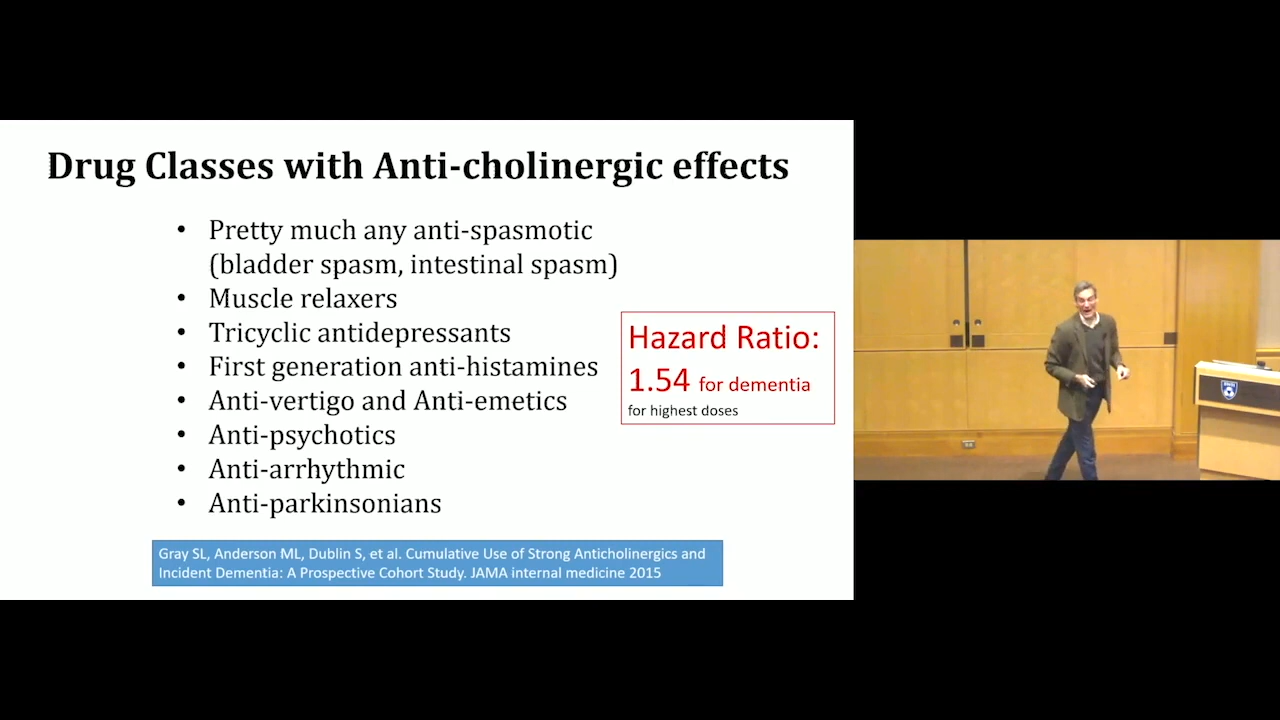 Drug Classes with Anti-cholinergic effects
• Pretty much any anti-spasmotic
(bladder spasm, intestinal spasm)
• Muscle relaxers
• Tricyclic antidepressants
• First generation anti-histamines
• Anti-vertigo and Anti-emetics
• Anti-psychotics
• Anti-arrhythmic
• Anti-parkinsonians
Hazard Ratio:
1.54 for dementia
for highest doses
Gray SL, Anderson ML, Dublin S, et al. Cumulative Use of Strong Anticholinergics and
Incident Dementia: A Prospective Cohort Study. JAMA internal medicine 2015